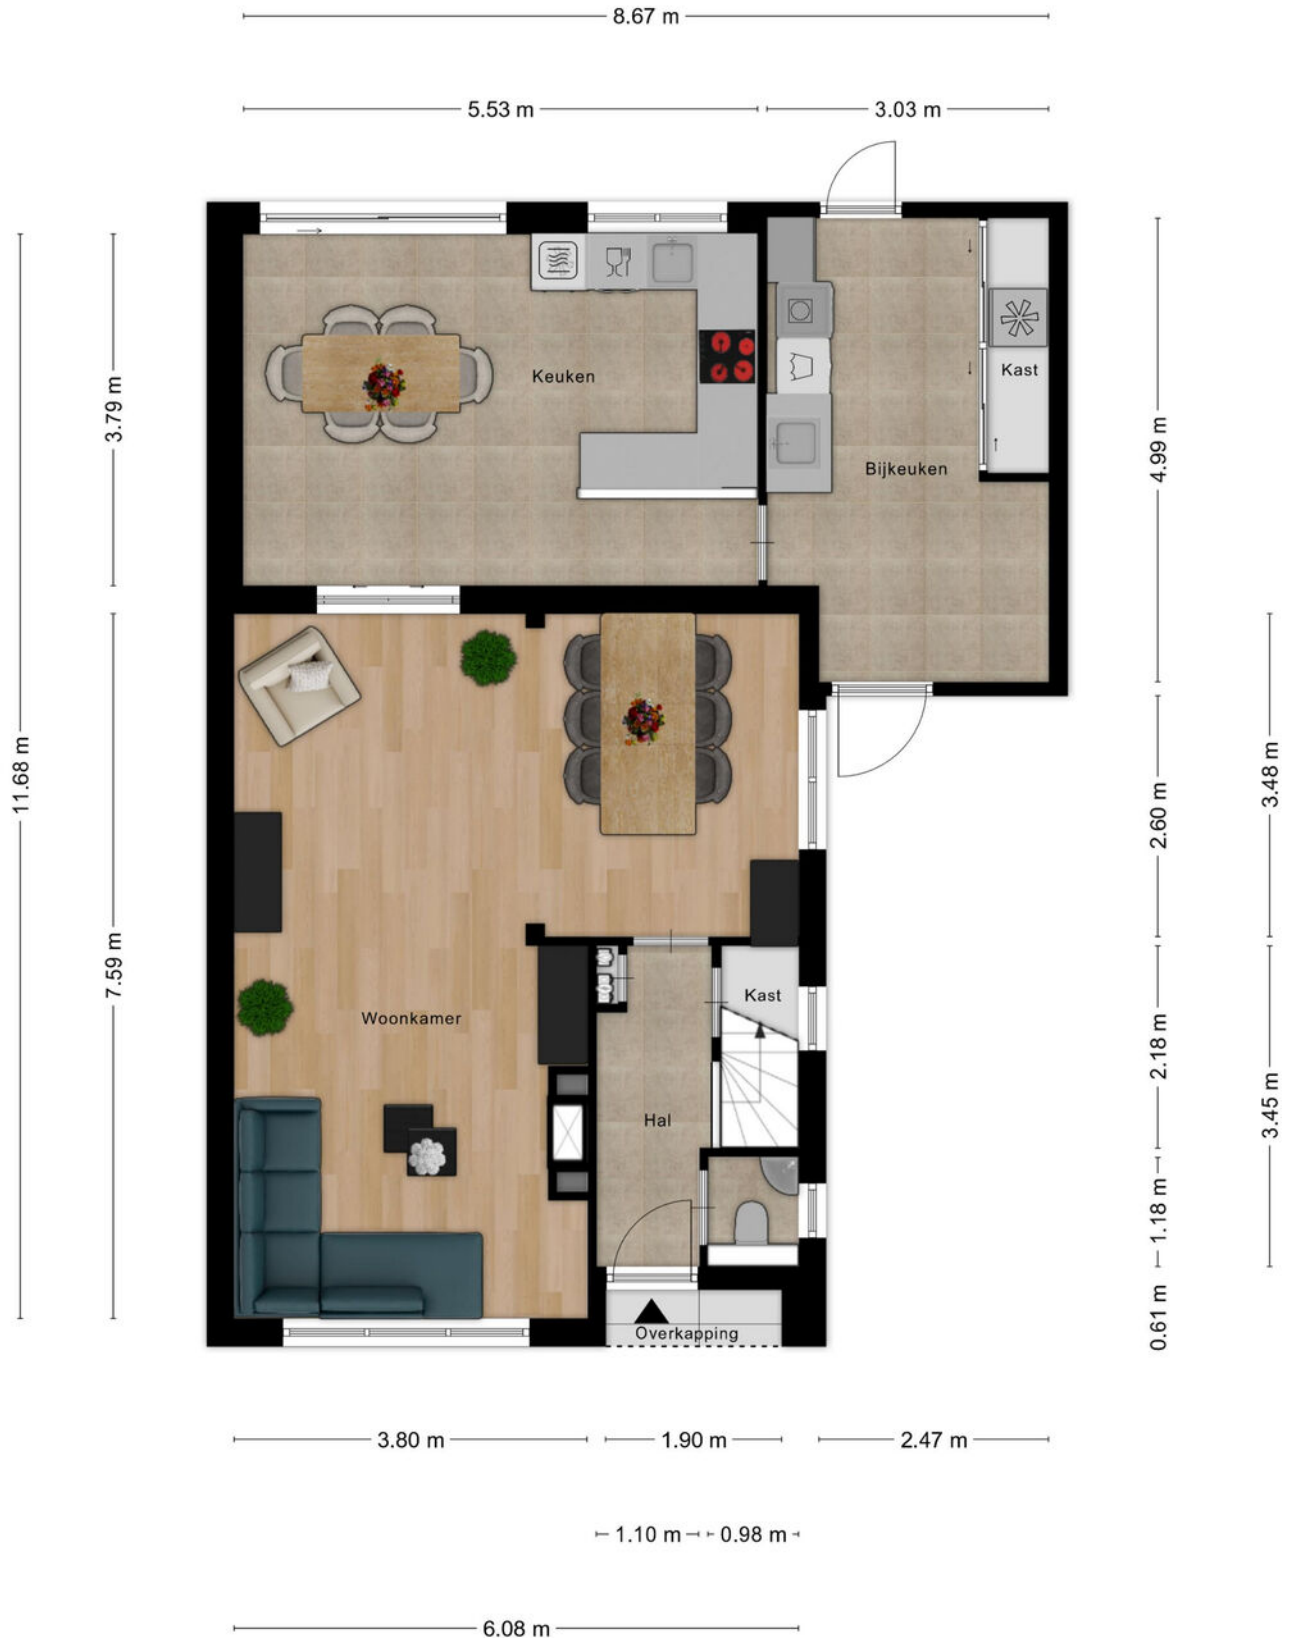 8.67 m
5.53 m
3.03 m
3.79 m
Keuken
Kast
4.99 m
Bijkeuken
11.68 m
3.48 m
2.60 m
7.59 m
Kast
Woonkamer
2.18 m
Hal
3.45 m
1.18 m
0.61 m
Overkapping
3.80 m
1.90 m
2.47 m
1.10 m
0.98 m
6.08 m